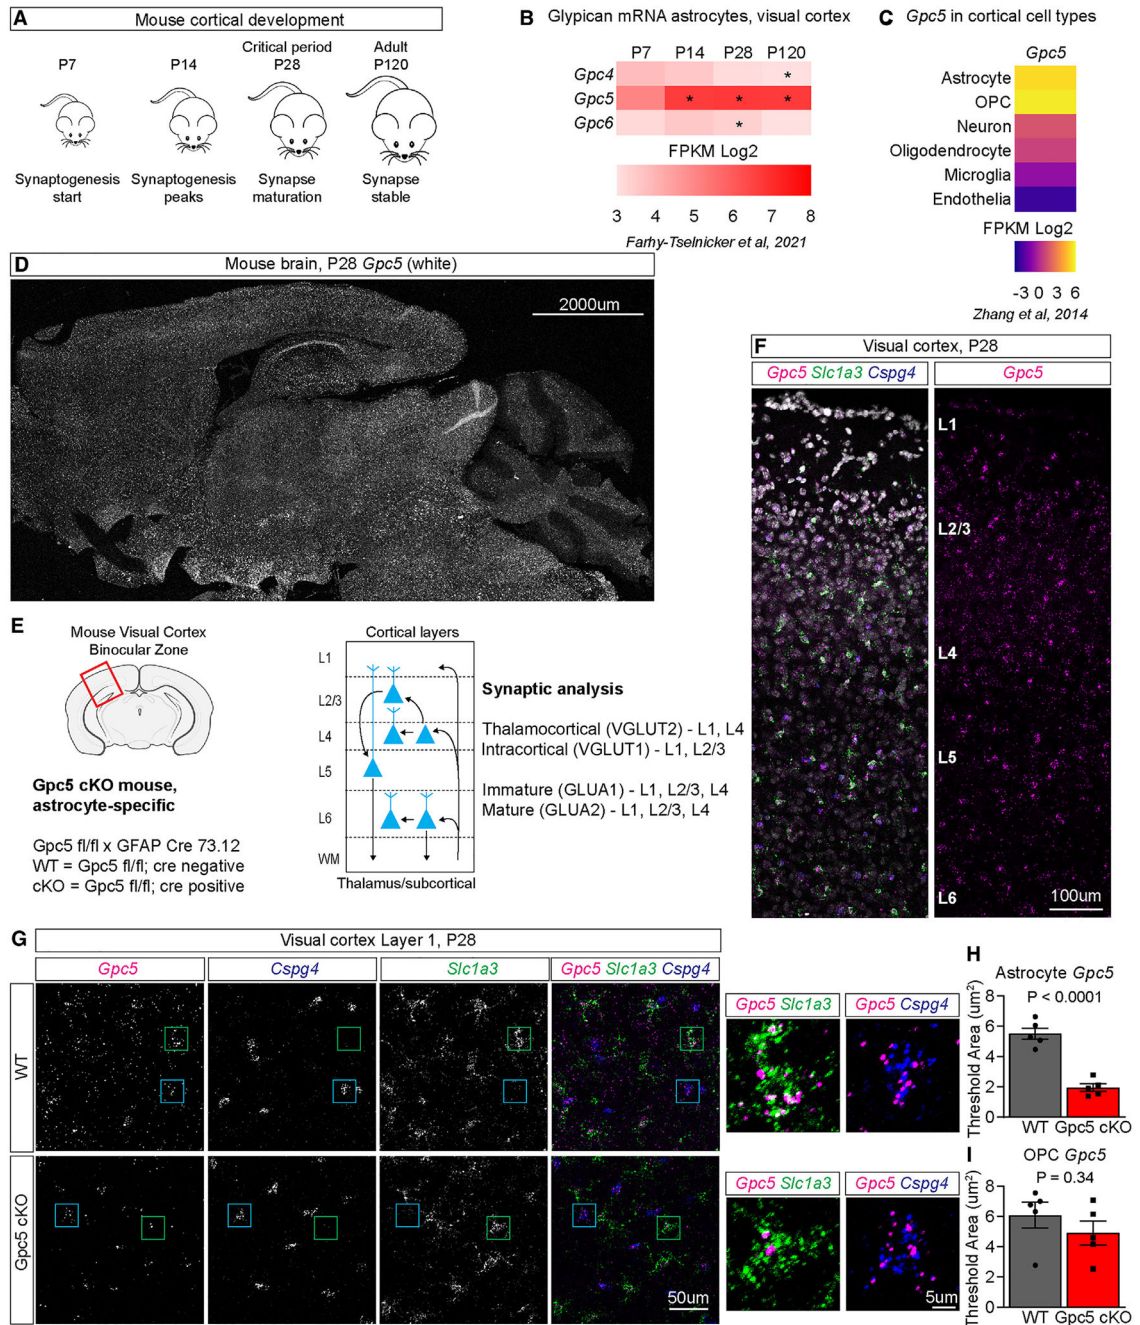 A
Mouse cortical development
P7
P14
Critical period
P28
Adult
P120
Synaptogenesis
start
Synaptogenesis
peaks
Synapse
maturation
Synapse
stable
B Glypican mRNA astrocytes, visual cortex
P7 P14 P28 P120
Gpc4 *
Gpc5 * * *
Gpc6 *
FPKM Log2
3 4 5 6 7 8
Farhy-Tselnicker et al, 2021
C Gpc5 in cortical cell types
Gpc5
Astrocyte
OPC
Neuron
Oligodendrocyte
Microglia
Endothelia
FPKM Log2
-3 0 3 6
Zhang et al, 2014
D Mouse brain, P28 Gpc5 (white)
2000um
E
Mouse Visual Cortex
Binocular Zone
Gpc5 cKO mouse,
astrocyte-specific
Gpc5 fl/fl x GFAP Cre 73.12
WT = Gpc5 fl/fl; cre negative
cKO = Gpc5 fl/fl; cre positive
Cortical layers
L1
L2/3
L4
L5
L6
WM
Thalamus/subcortical
Synaptic analysis
Thalamocortical (VGLUT2) - L1, L4
Intracortical (VGLUT1) - L1, L2/3
Immature (GLUA1) - L1, L2/3, L4
Mature (GLUA2) - L1, L2/3, L4
F Visual cortex, P28
Gpc5 Slc1a3 Cspg4
Gpc5
L1
L2/3
L4
L5
L6
100um
G Visual cortex Layer 1, P28
Gpc5
Cspg4
Slc1a3
Gpc5 Slc1a3 Cspg4
WT
Gpc5 cKO
50um
Gpc5 Slc1a3
Gpc5 Cspg4
Gpc5 Slc1a3
Gpc5 Cspg4
5um
H
Astrocyte Gpc5
P < 0.0001
Threshold Area (um²)
8
6
4
2
0
WT Gpc5 cKO
I
OPC Gpc5
P = 0.34
Threshold Area (um²)
8
6
4
2
0
WT Gpc5 cKO